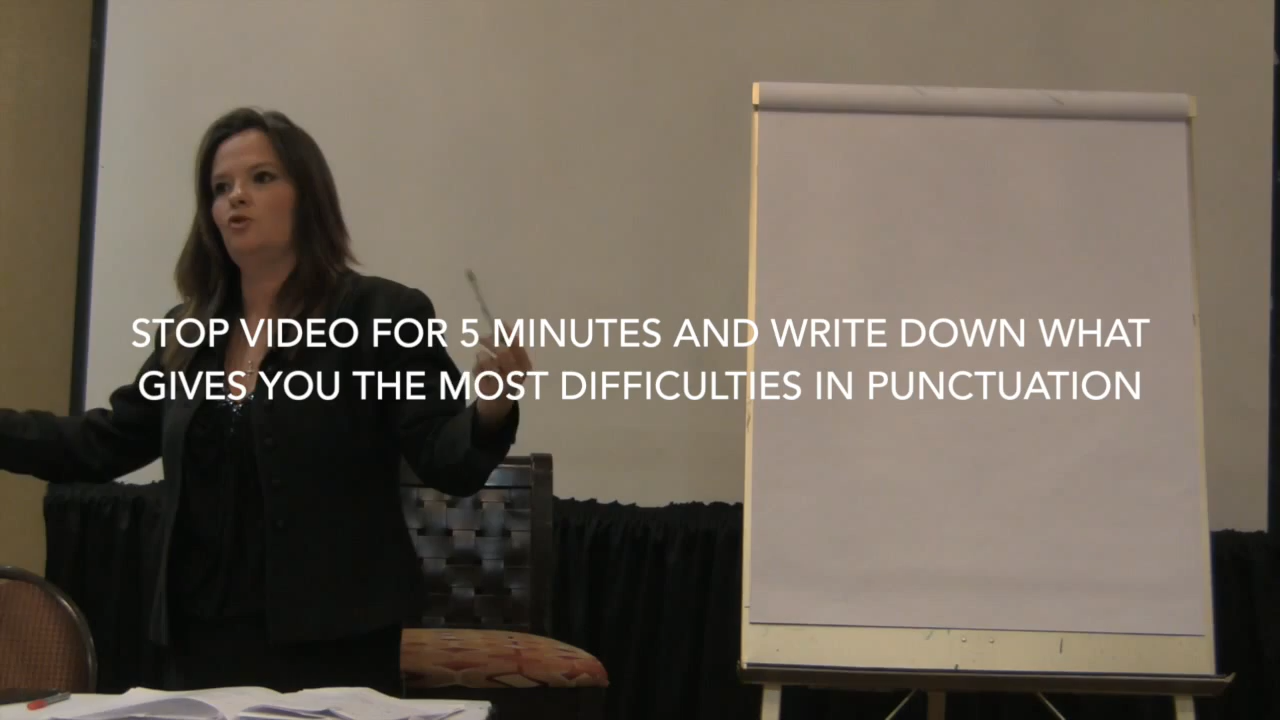 STOP VIDEO FOR 5 MINUTES AND WRITE DOWN WHAT
GIVES YOU THE MOST DIFFICULTIES IN PUNCTUATION